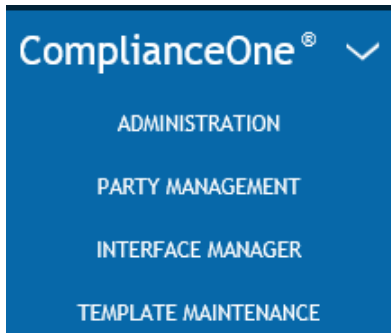 ComplianceOne®
ADMINISTRATION
PARTY MANAGEMENT
INTERFACE MANAGER
TEMPLATE MAINTENANCE